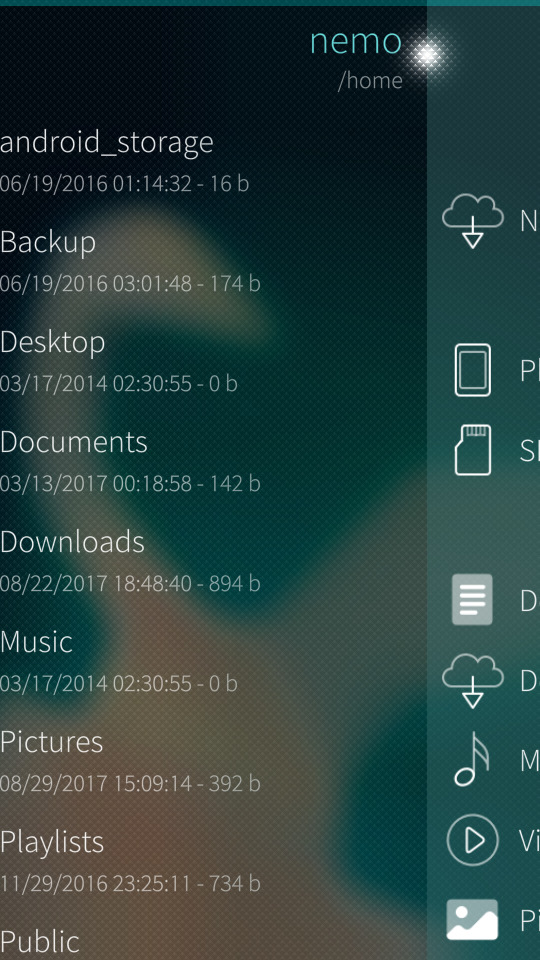 nemo
/home
android_storage
06/19/2016 01:14:32 - 16 b
Backup
06/19/2016 03:01:48 - 174 b
Desktop
03/17/2014 02:30:55 - 0 b
Documents
03/13/2017 00:18:58 - 142 b
Downloads
08/22/2017 18:48:40 - 894 b
Music
03/17/2014 02:30:55 - 0 b
Pictures
08/29/2017 15:09:14 - 392 b
Playlists
11/29/2016 23:25:11 - 734 b
Public
N
D
M
Vi